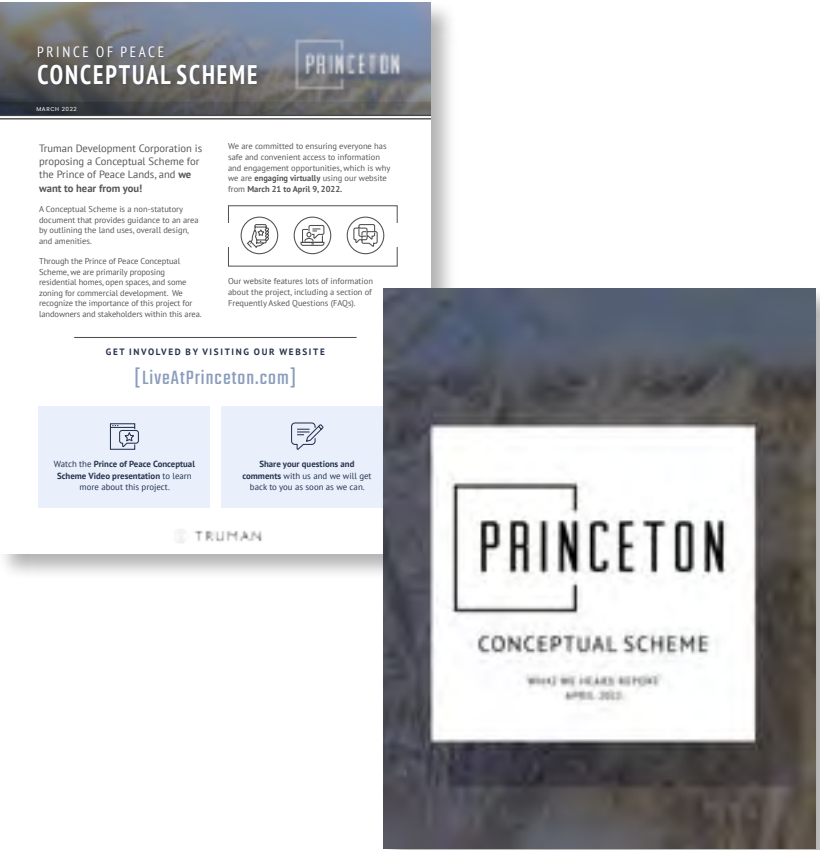 PRINCE OF PEACE
CONCEPTUAL SCHEME
PRINCETON
MARCH 2022
Truman Development Corporation is
proposing a Conceptual Scheme for
the Prince of Peace Lands, and we
want to hear from you!
A Conceptual Scheme is a non-statutory
document that provides guidance to an area
by outlining the land uses, overall design,
and amenities.
Through the Prince of Peace Conceptual
Scheme, we are primarily proposing
residential homes, open spaces, and some
zoning for commercial development. We
recognize the importance of this project for
landowners and stakeholders within this area.
We are committed to ensuring everyone has
safe and convenient access to information
and engagement opportunities, which is why
we are engaging virtually using our website
from March 21 to April 9, 2022.
Our website features lots of information
about the project, including a section of
Frequently Asked Questions (FAQs).
GET INVOLVED BY VISITING OUR WEBSITE
[LiveAtPrinceton.com]
Watch the Prince of Peace Conceptual
Scheme Video presentation to learn
more about this project.
Share your questions and
comments with us and we will get
back to you as soon as we can.
TRUMAN
PRINCETON
CONCEPTUAL SCHEME
WHAT WE HEARD REPORT
APRIL 2022